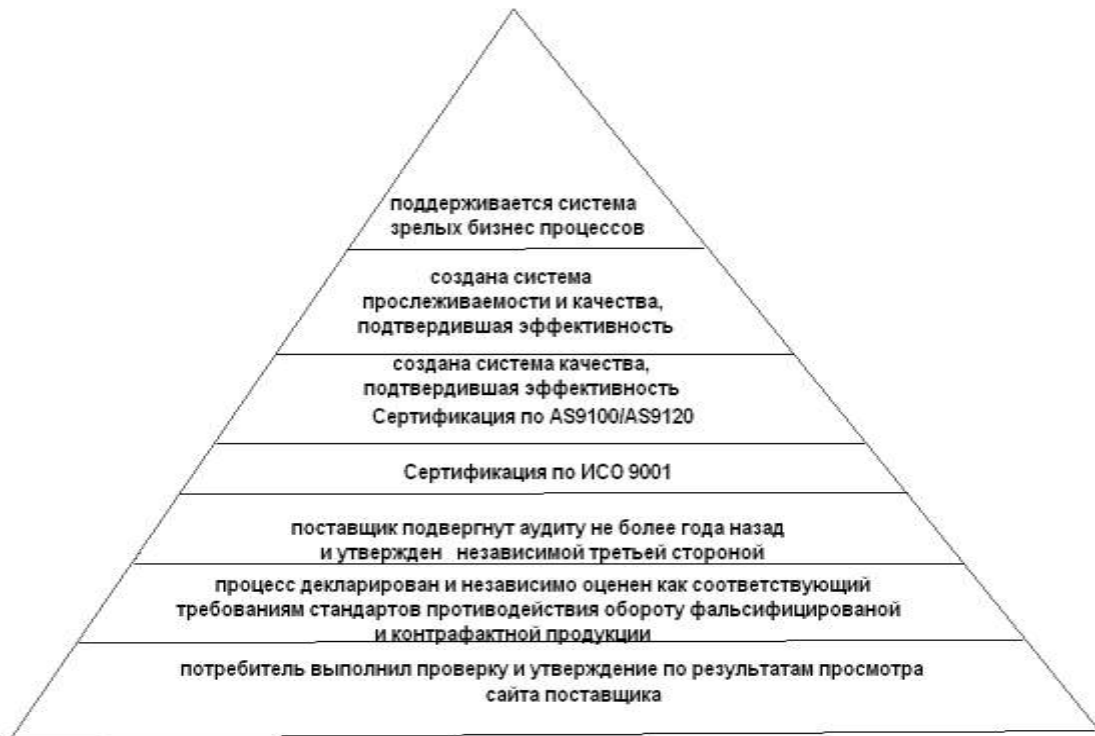 поддерживается система
зрелых бизнес процессов
создана система
прослеживаемости и качества,
подтвердившая эффективность
создана система качества,
подтвердившая эффективность
Сертификация по AS9100/AS9120
Сертификация по ИСО 9001
поставщик подвергнут аудиту не более года назад
и утвержден независимой третьей стороной
процесс декларирован и независимо оценен как соответствующий
требованиям стандартов противодействия обороту фальсифицированой
и контрафактной продукции
потребитель выполнил проверку и утверждение по результатам просмотра
сайта поставщика